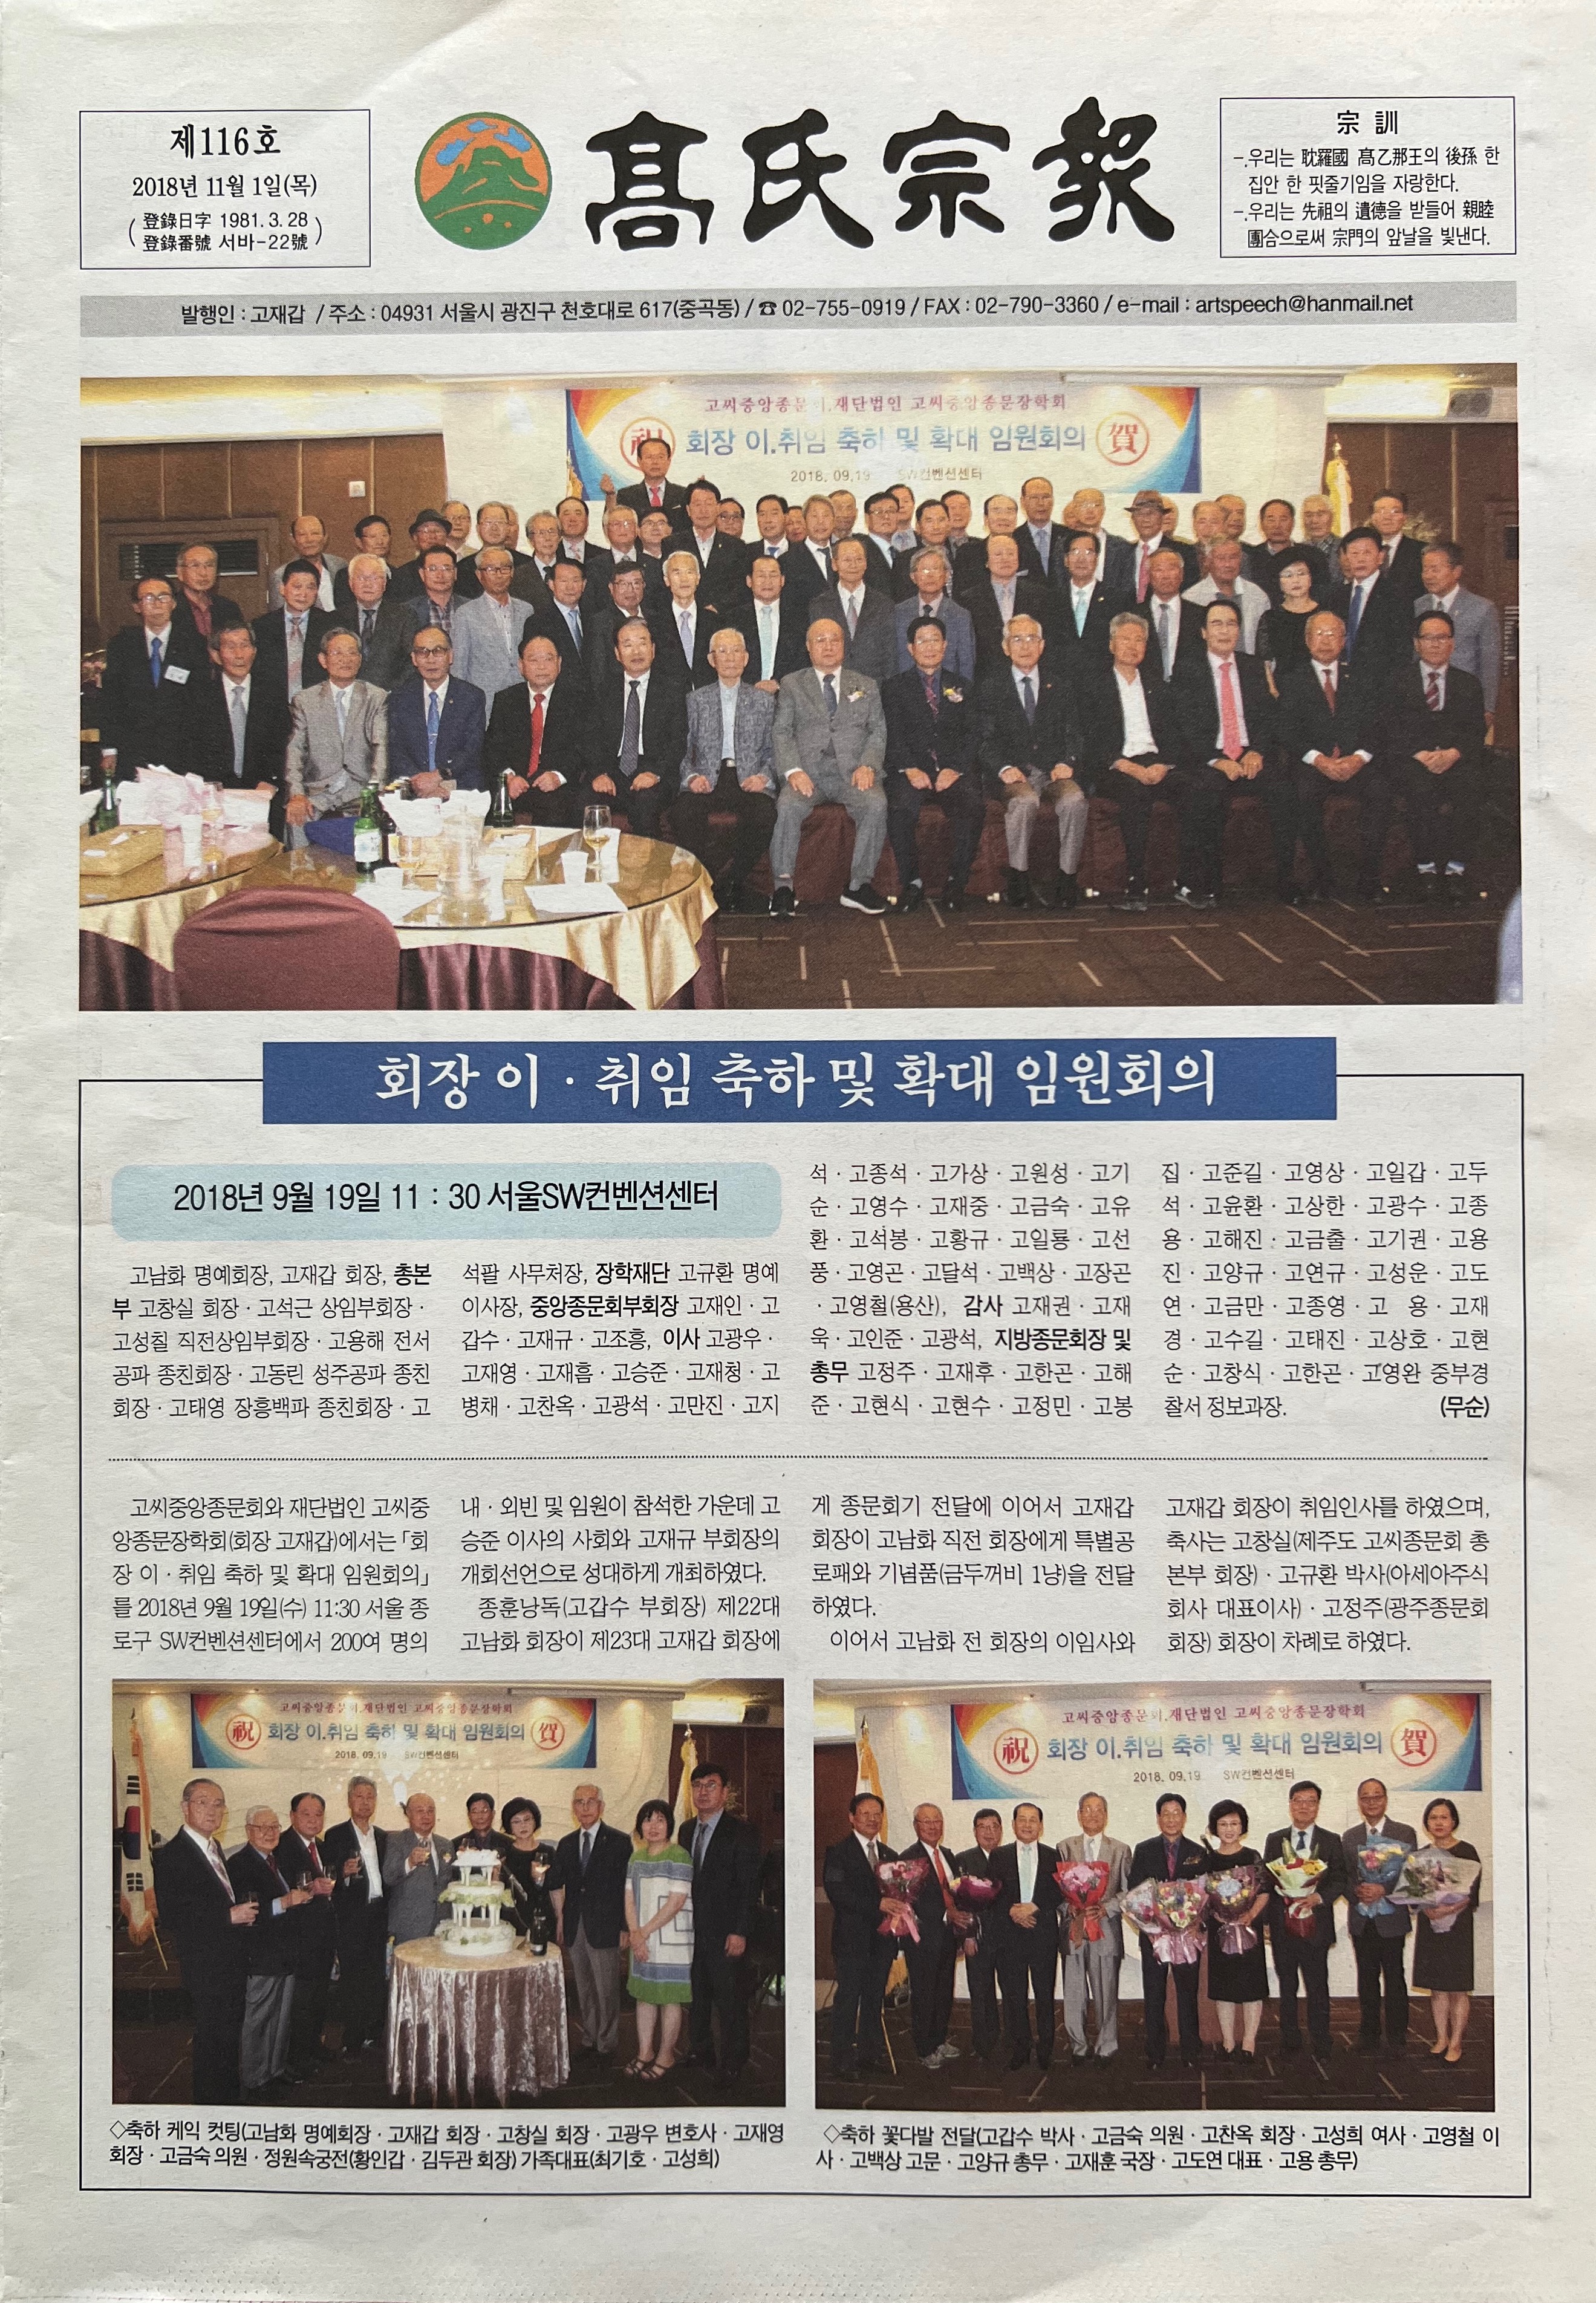 제116호
2018년 11월 1일(목)
(登錄日字 1981. 3. 28
登錄番號 서바-22號)
髙氏宗報
宗 訓
-.우리는 耽羅國 髙乙那王의 後孫 한
집안 한 핏줄기임을 자랑한다.
-.우리는 先祖의 遺德을 받들어 親睦
團合으로써 宗門의 앞날을 빛낸다.
발행인 : 고재갑 / 주소 : 04931 서울시 광진구 천호대로 617(중곡동) / ☎ 02-755-0919 / FAX : 02-790-3360 / e-mail : artspeech@hanmail.net
고씨중앙종문회.재단법인 고씨중앙종문장학회
祝 회장 이.취임 축하 및 확대 임원회의 賀
2018. 09.19 SW컨벤션센터
회장 이 · 취임 축하 및 확대 임원회의
2018년 9월 19일 11 : 30 서울SW컨벤션센터
고남화 명예회장, 고재갑 회장, 총본
부 고창실 회장 · 고석근 상임부회장 ·
고성칠 직전상임부회장 · 고용해 전서
공파 종친회장 · 고동린 성주공파 종친
회장 · 고태영 장흥백파 종친회장 · 고
석팔 사무처장, 장학재단 고규환 명예
이사장, 중앙종문회부회장 고재인 · 고
갑수 · 고재규 · 고조흥, 이사 고광우 ·
고재영 · 고재흠 · 고승준 · 고재청 · 고
병채 · 고찬옥 · 고광석 · 고만진 · 고지
석 · 고종석 · 고가상 · 고원성 · 고기
순 · 고영수 · 고재중 · 고금숙 · 고유
환 · 고석봉 · 고황규 · 고일룡 · 고선
풍 · 고영곤 · 고달석 · 고백상 · 고장곤
· 고영철(용산), 감사 고재권 · 고재
욱 · 고인준 · 고광석, 지방종문회장 및
총무 고정주 · 고재후 · 고한곤 · 고해
준 · 고현식 · 고현수 · 고정민 · 고봉
집 · 고준길 · 고영상 · 고일갑 · 고두
석 · 고윤환 · 고상한 · 고광수 · 고종
용 · 고해진 · 고금출 · 고기권 · 고용
진 · 고양규 · 고연규 · 고성운 · 고도
연 · 고금만 · 고종영 · 고 용 · 고재
경 · 고수길 · 고태진 · 고상호 · 고현
순 · 고창식 · 고한곤 · 고영완 중부경
찰서 정보과장. (무순)
고씨중앙종문회와 재단법인 고씨중
앙종문장학회(회장 고재갑)에서는 「회
장 이 · 취임 축하 및 확대 임원회의」
를 2018년 9월 19일(수) 11:30 서울 종
로구 SW컨벤션센터에서 200여 명의
내 · 외빈 및 임원이 참석한 가운데 고
승준 이사의 사회와 고재규 부회장의
개회선언으로 성대하게 개최하였다.
종훈낭독(고갑수 부회장) 제22대
고남화 회장이 제23대 고재갑 회장에
게 종문회기 전달에 이어서 고재갑
회장이 고남화 직전 회장에게 특별공
로패와 기념품(금두꺼비 1냥)을 전달
하였다.
이어서 고남화 전 회장의 이임사와
고재갑 회장이 취임인사를 하였으며,
축사는 고창실(제주도 고씨종문회 총
본부 회장) · 고규환 박사(아세아주식
회사 대표이사) · 고정주(광주종문회
회장) 회장이 차례로 하였다.
고씨중앙종문회.재단법인 고씨중앙종문장학회
祝 회장 이.취임 축하 및 확대 임원회의 賀
2018. 09.19 SW컨벤션센터
고씨중앙종문회.재단법인 고씨중앙종문장학회
祝 회장 이.취임 축하 및 확대 임원회의 賀
2018. 09.19 SW컨벤션센터
◇축하 케익 컷팅(고남화 명예회장 · 고재갑 회장 · 고창실 회장 · 고광우 변호사 · 고재영
회장 · 고금숙 의원 · 정원속궁전(황인갑 · 김두관 회장) 가족대표(최기호 · 고성희)
◇축하 꽃다발 전달(고갑수 박사 · 고금숙 의원 · 고찬옥 회장 · 고성희 여사 · 고영철 이
사 · 고백상 고문 · 고양규 총무 · 고재훈 국장 · 고도연 대표 · 고용 총무)